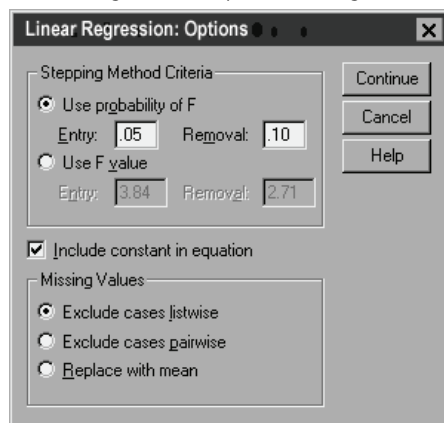 Linear Regression: Options
Stepping Method Criteria
Use probability of F
Entry: .05 Removal: .10
Use F value
Entry: 3.84 Removal: 2.71
Include constant in equation
Missing Values
Exclude cases listwise
Exclude cases pairwise
Replace with mean
Continue
Cancel
Help